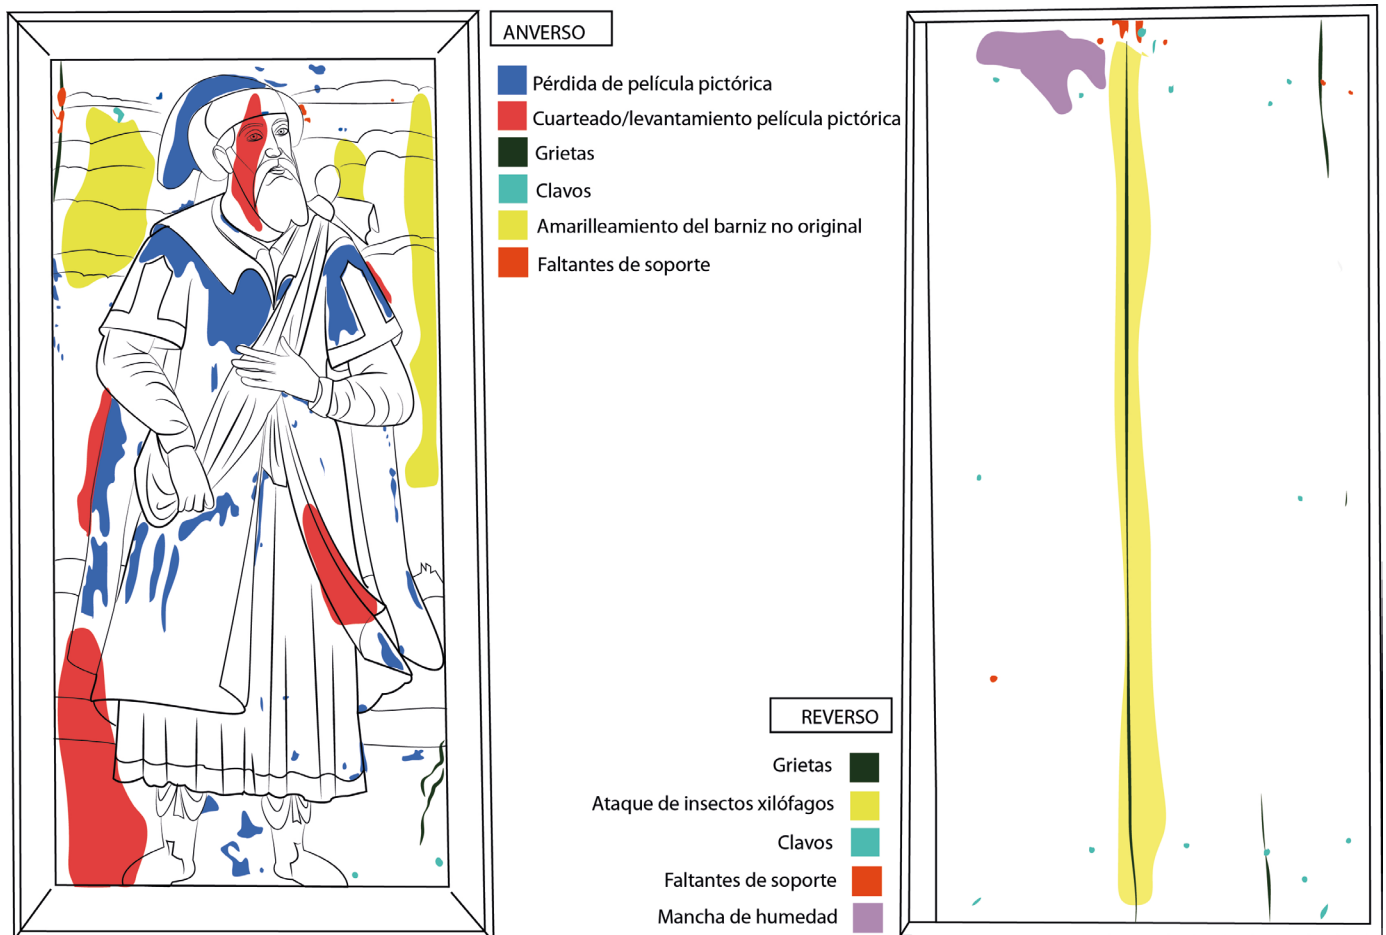 ANVERSO
Pérdida de película pictórica
Cuarteado/levantamiento película pictórica
Grietas
Clavos
Amarilleamiento del barniz no original
Faltantes de soporte
REVERSO
Grietas
Ataque de insectos xilófagos
Clavos
Faltantes de soporte
Mancha de humedad